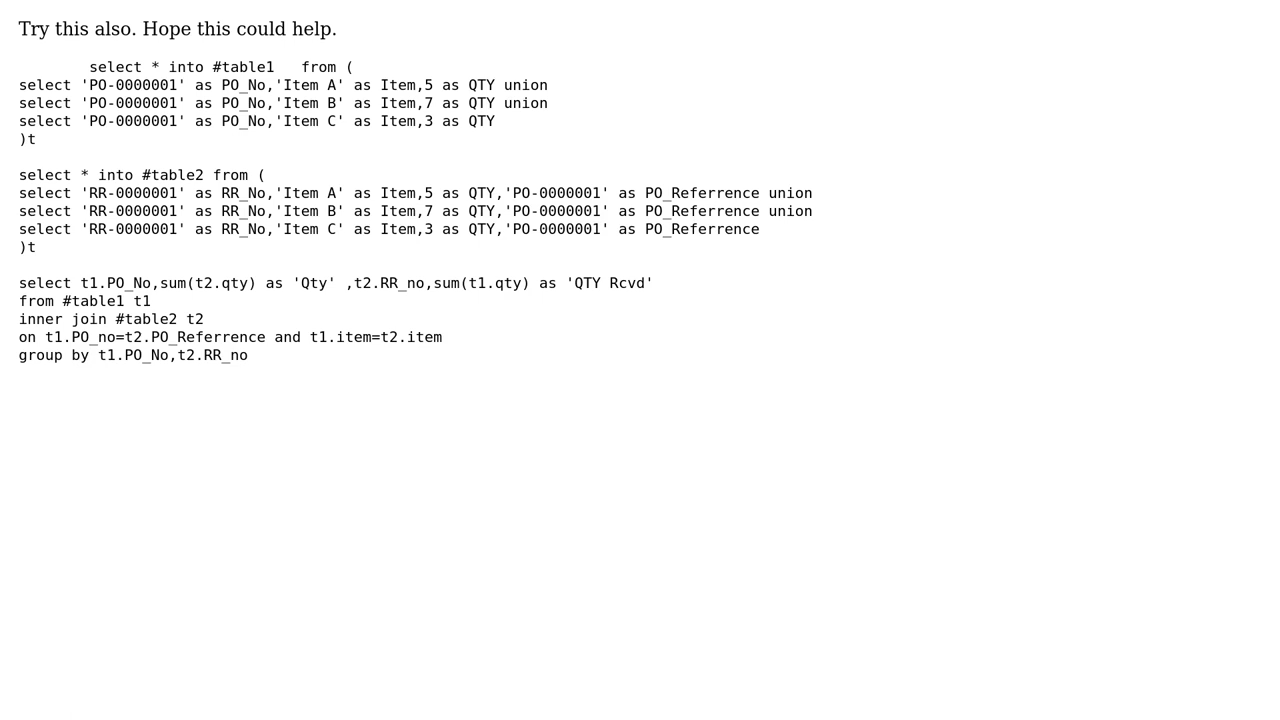 Try this also. Hope this could help.
        select * into #table1   from (
select 'PO-0000001' as PO_No,'Item A' as Item,5 as QTY union
select 'PO-0000001' as PO_No,'Item B' as Item,7 as QTY union
select 'PO-0000001' as PO_No,'Item C' as Item,3 as QTY
)t

select * into #table2 from (
select 'RR-0000001' as RR_No,'Item A' as Item,5 as QTY,'PO-0000001' as PO_Referrence union
select 'RR-0000001' as RR_No,'Item B' as Item,7 as QTY,'PO-0000001' as PO_Referrence union
select 'RR-0000001' as RR_No,'Item C' as Item,3 as QTY,'PO-0000001' as PO_Referrence
)t

select t1.PO_No,sum(t2.qty) as 'Qty' ,t2.RR_no,sum(t1.qty) as 'QTY Rcvd'
from #table1 t1
inner join #table2 t2
on t1.PO_no=t2.PO_Referrence and t1.item=t2.item
group by t1.PO_No,t2.RR_no